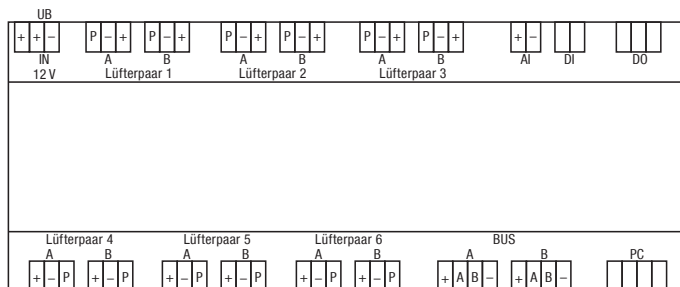 UB
+ + − P − + P − + P − + P − + P − + P − + + −
IN A B A B A B AI DI DO
12 V Lüfterpaar 1 Lüfterpaar 2 Lüfterpaar 3
Lüfterpaar 4 Lüfterpaar 5 Lüfterpaar 6 BUS
A B A B A B A B PC
+ − P + − P + − P + − P + − P + − P + A B − + A B −